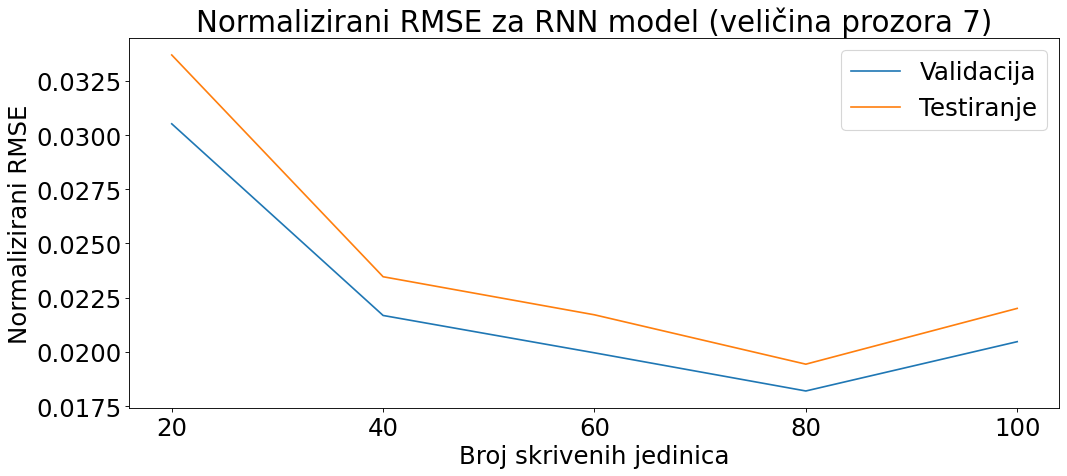 Normalizirani RMSE za RNN model (veličina prozora 7)
Validacija
Testiranje
Normalizirani RMSE
0.0325
0.0300
0.0275
0.0250
0.0225
0.0200
0.0175
20 40 60 80 100
Broj skrivenih jedinica